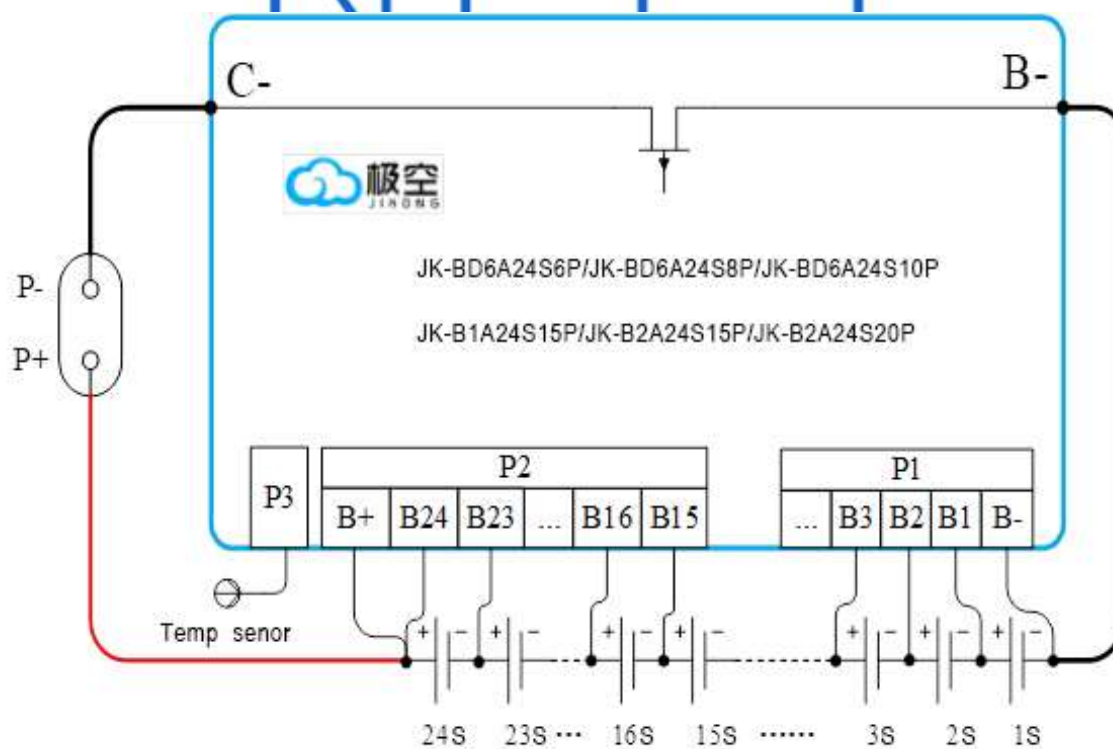 C- B-
极空
JIKONG
JK-BD6A24S6P/JK-BD6A24S8P/JK-BD6A24S10P
P-
JK-B1A24S15P/JK-B2A24S15P/JK-B2A24S20P
P+
P3 P2 P1
B+ B24 B23 ... B16 B15 ... B3 B2 B1 B-
Temp senor
+ - + - + - + - + - + - + -
24S 23S ... 16S 15S ...... 3S 2S 1S